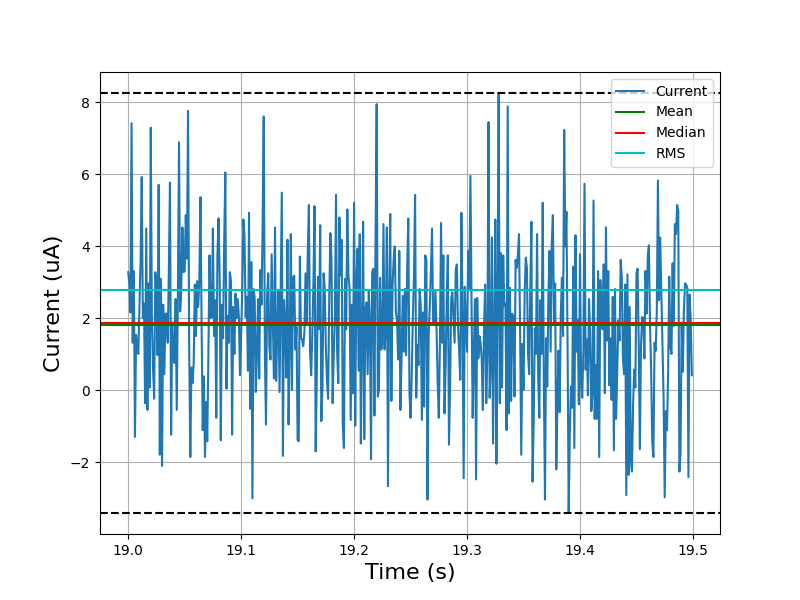 Current (uA)
8
6
4
2
0
−2
19.0
19.1
19.2
19.3
19.4
19.5
Time (s)
Current
Mean
Median
RMS